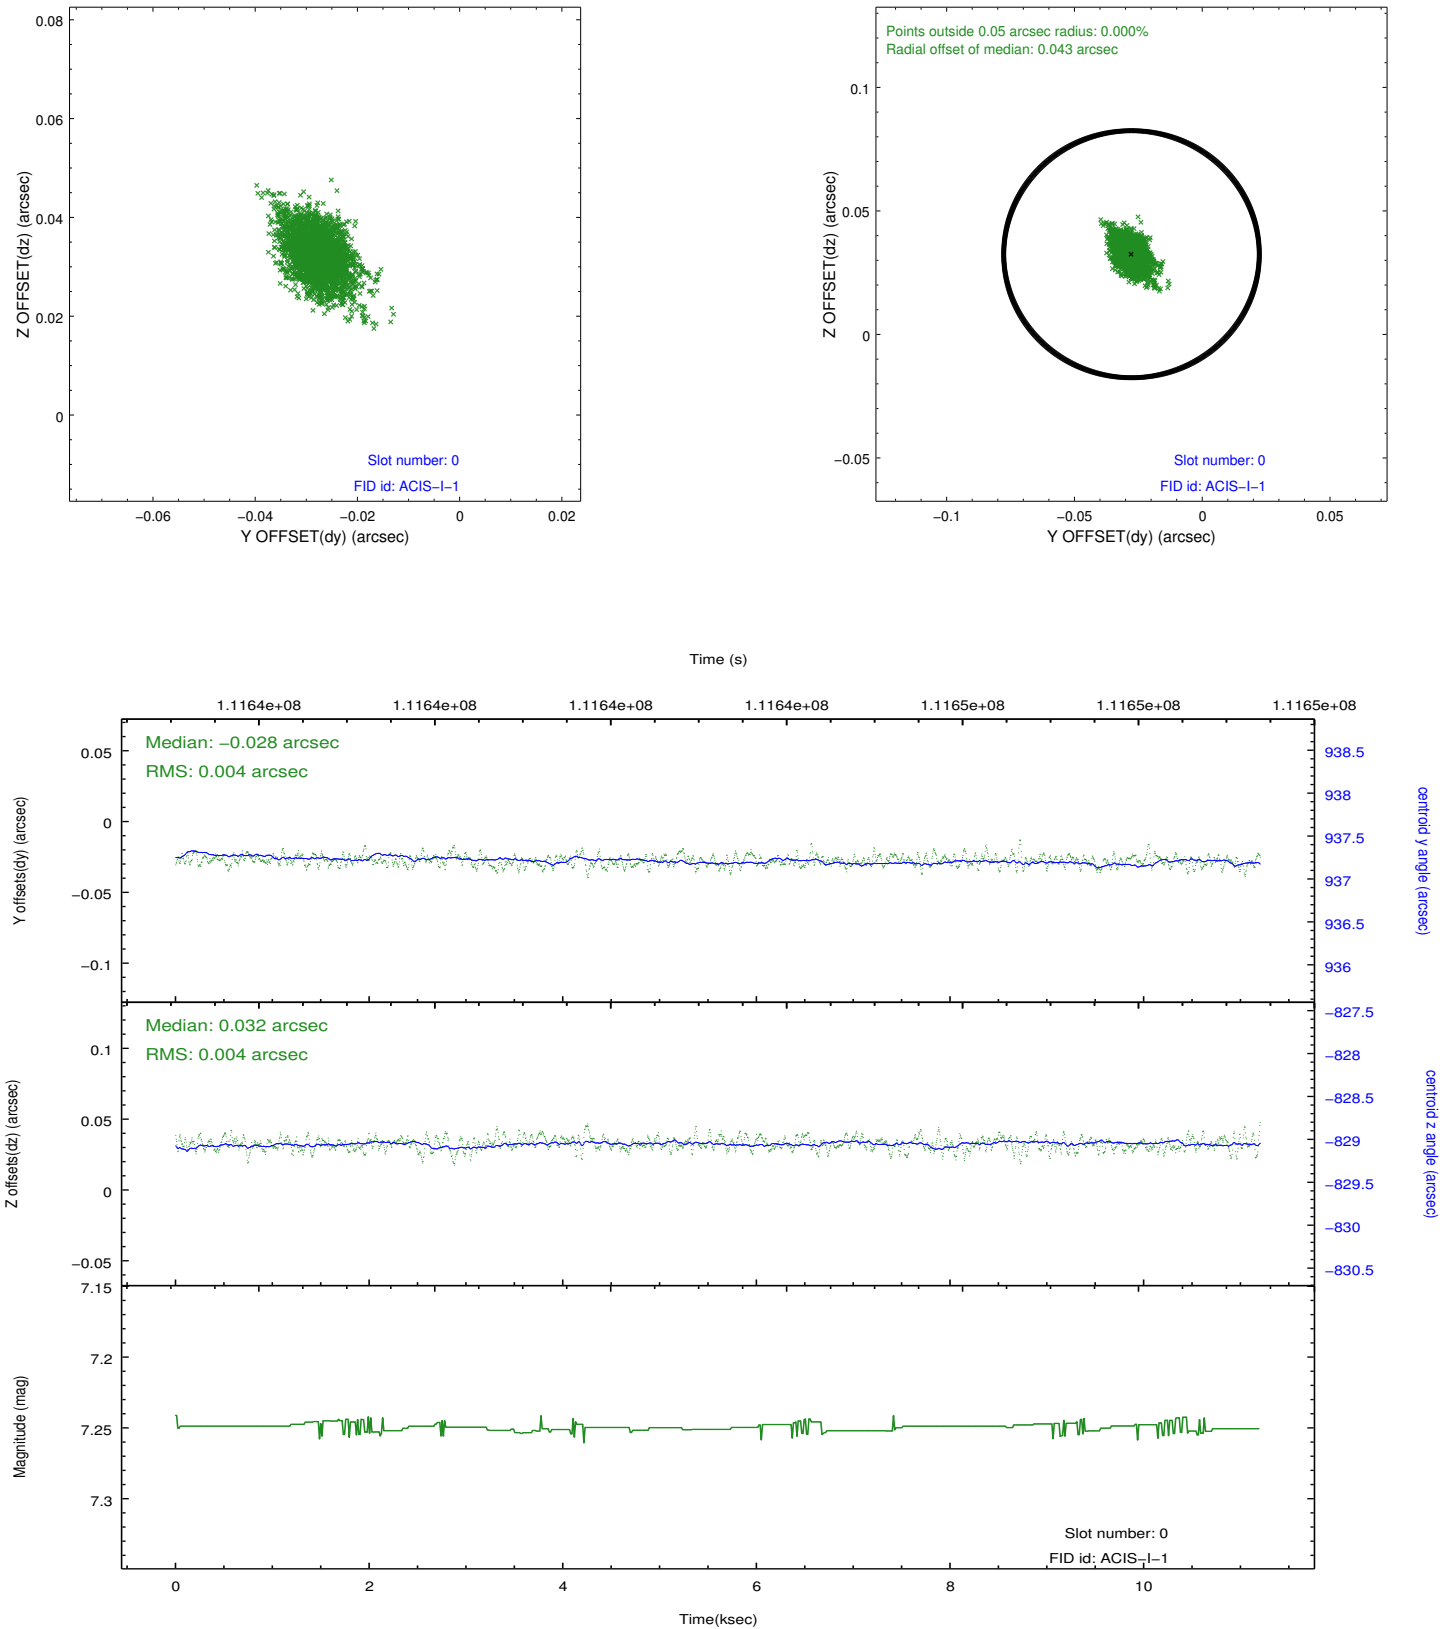 0.08
0.06
0.04
0.02
0
Z OFFSET(dz) (arcsec)
Slot number: 0
FID id: ACIS−I−1
−0.06 −0.04 −0.02 0 0.02
Y OFFSET(dy) (arcsec)
Points outside 0.05 arcsec radius: 0.000%
Radial offset of median: 0.043 arcsec
0.1
0.05
0
−0.05
Z OFFSET(dz) (arcsec)
Slot number: 0
FID id: ACIS−I−1
−0.1 −0.05 0 0.05
Y OFFSET(dy) (arcsec)
Time (s)
1.1164e+08 1.1164e+08 1.1164e+08 1.1164e+08 1.1165e+08 1.1165e+08 1.1165e+08
Median: −0.028 arcsec
RMS: 0.004 arcsec
0.05
0
−0.05
−0.1
Y offsets(dy) (arcsec)
938.5
938
937.5
937
936.5
936
centroid y angle (arcsec)
Median: 0.032 arcsec
RMS: 0.004 arcsec
0.1
0.05
0
−0.05
Z offsets(dz) (arcsec)
−827.5
−828
−828.5
−829
−829.5
−830
−830.5
centroid z angle (arcsec)
7.15
7.2
7.25
7.3
Magnitude (mag)
Slot number: 0
FID id: ACIS−I−1
0 2 4 6 8 10
Time(ksec)